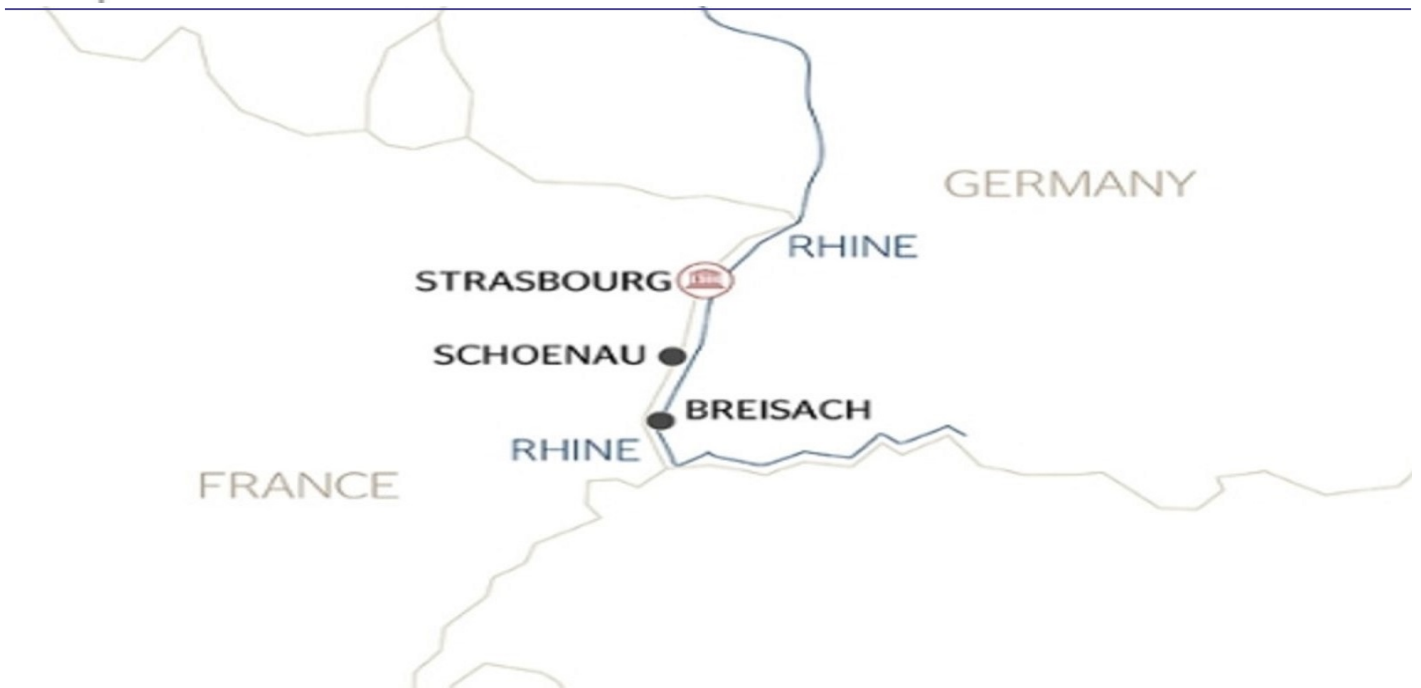 GERMANY
RHINE
STRASBOURG
SCHOENAU
BREISACH
RHINE
FRANCE